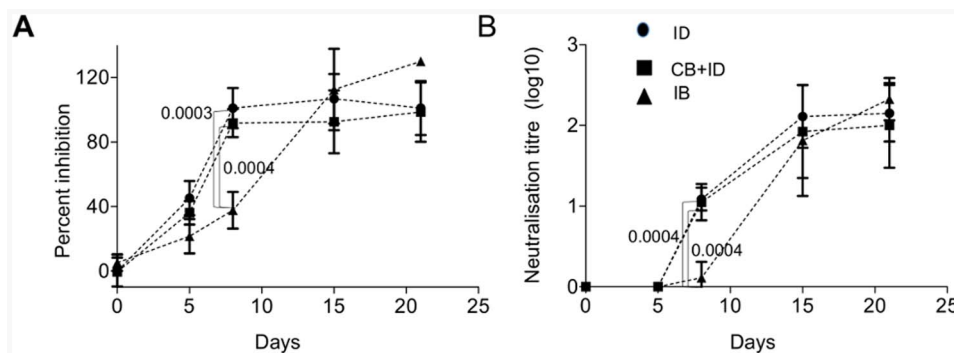 A
Percent inhibition
120
80
40
0
0.0003
0.0004
0
5
10
15
20
25
Days
B
ID
CB+ID
IB
Neutralisation titre (log10)
3
2
1
0
0.0004
0.0004
0
5
10
15
20
25
Days